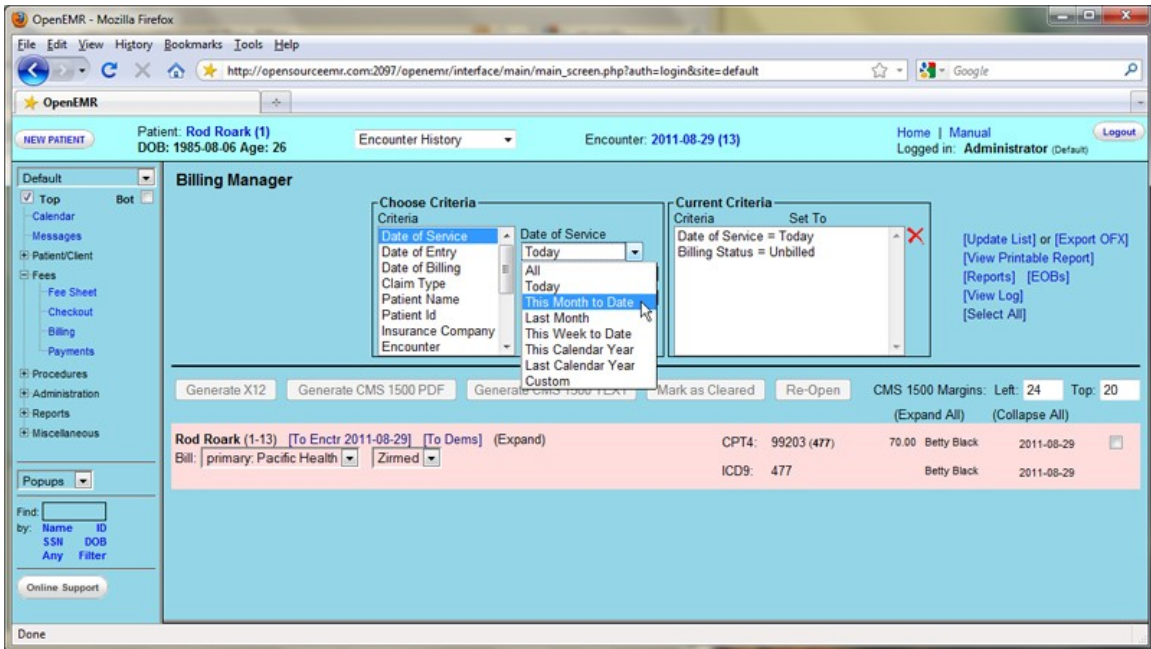 OpenEMR - Mozilla Firefox
File Edit View History Bookmarks Tools Help
http://opensourceemr.com:2097/openemr/interface/main/main_screen.php?auth=login&site=default
Google
OpenEMR
NEW PATIENT
Patient: Rod Roark (1)
DOB: 1985-08-06 Age: 26
Encounter History
Encounter: 2011-08-29 (13)
Home | Manual
Logged in: Administrator (Default)
Logout
Default
Top Bot
Calendar
Messages
Patient/Client
Fees
Fee Sheet
Checkout
Billing
Payments
Procedures
Administration
Reports
Miscellaneous
Popups
Find:
by: Name ID
SSN DOB
Any Filter
Online Support
Billing Manager
Choose Criteria
Criteria
Date of Service
Date of Entry
Date of Billing
Claim Type
Patient Name
Patient Id
Insurance Company
Encounter
Date of Service
Today
All
Today
This Month to Date
Last Month
This Week to Date
This Calendar Year
Last Calendar Year
Custom
Current Criteria
Criteria Set To
Date of Service = Today
Billing Status = Unbilled
[Update List] or [Export OFX]
[View Printable Report]
[Reports] [EOBs]
[View Log]
[Select All]
Generate X12 Generate CMS 1500 PDF Generate CMS 1500 TEXT Mark as Cleared Re-Open CMS 1500 Margins: Left: 24 Top: 20
(Expand All) (Collapse All)
Rod Roark (1-13) [To Enctr 2011-08-29] [To Dems] (Expand) CPT4: 99203 (477) 70.00 Betty Black 2011-08-29
Bill: primary: Pacific Health Zirmed
ICD9: 477 Betty Black 2011-08-29
Done